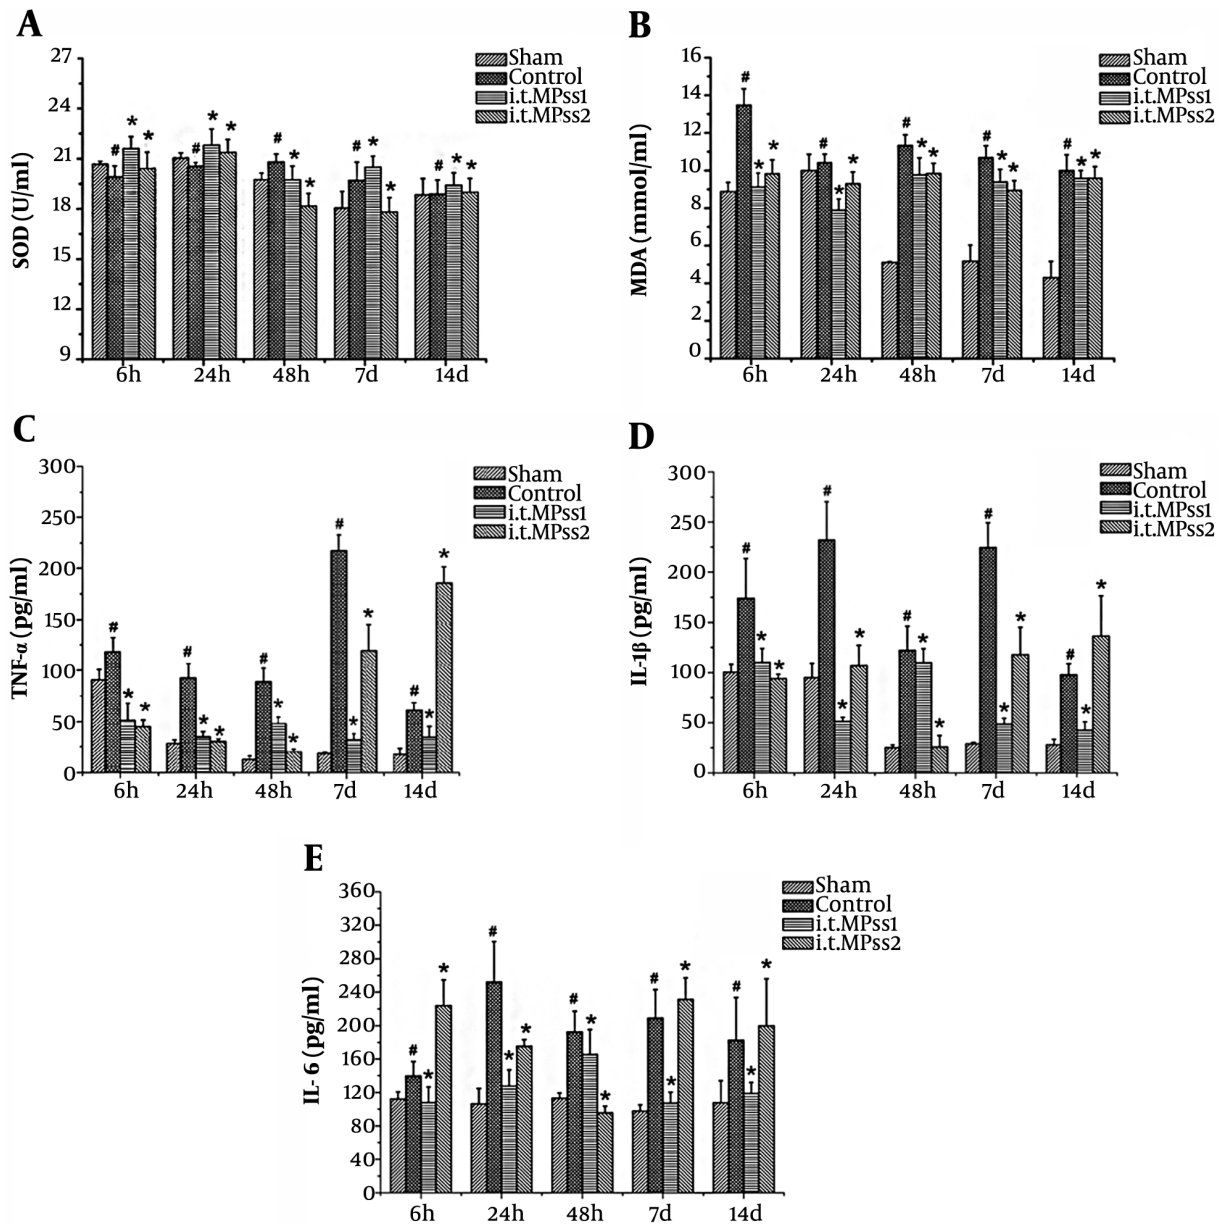 A
SOD (U/ml)
27
24
21
18
15
12
9
Sham
Control
i.t.MPss1
i.t.MPss2
# * * # * * # * * # * * # * *
6h 24h 48h 7d 14d
B
MDA (mmol/ml)
16
14
12
10
8
6
4
2
0
Sham
Control
i.t.MPss1
i.t.MPss2
# * * # * * # * * # * * # * *
6h 24h 48h 7d 14d
C
TNF-α (pg/ml)
300
250
200
150
100
50
0
Sham
Control
i.t.MPss1
i.t.MPss2
# * * # * * # * * # * * # * *
6h 24h 48h 7d 14d
D
IL-1β (pg/ml)
300
250
200
150
100
50
0
Sham
Control
i.t.MPss1
i.t.MPss2
# * * # * * # * * # * * # * *
6h 24h 48h 7d 14d
E
IL- 6 (pg/ml)
360
320
280
240
200
160
120
80
40
0
Sham
Control
i.t.MPss1
i.t.MPss2
# * * # * * # * * # * * # * *
6h 24h 48h 7d 14d